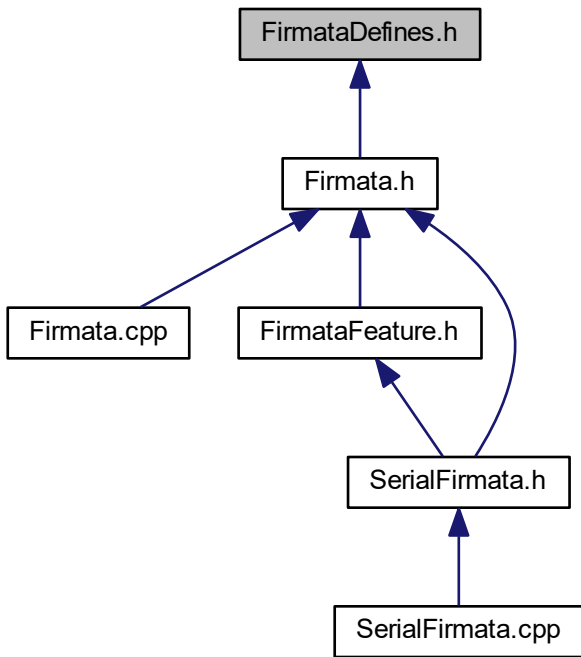 FirmataDefines.h
Firmata.h
Firmata.cpp
FirmataFeature.h
SerialFirmata.h
SerialFirmata.cpp